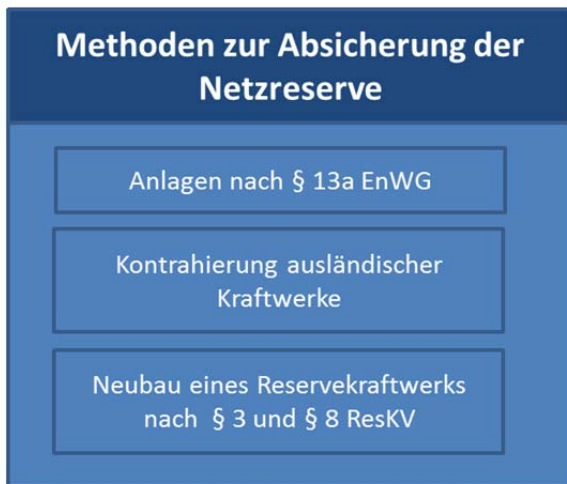 Methoden zur Absicherung der
Netzreserve
Anlagen nach § 13a EnWG
Kontrahierung ausländischer
Kraftwerke
Neubau eines Reservekraftwerks
nach § 3 und § 8 ResKV